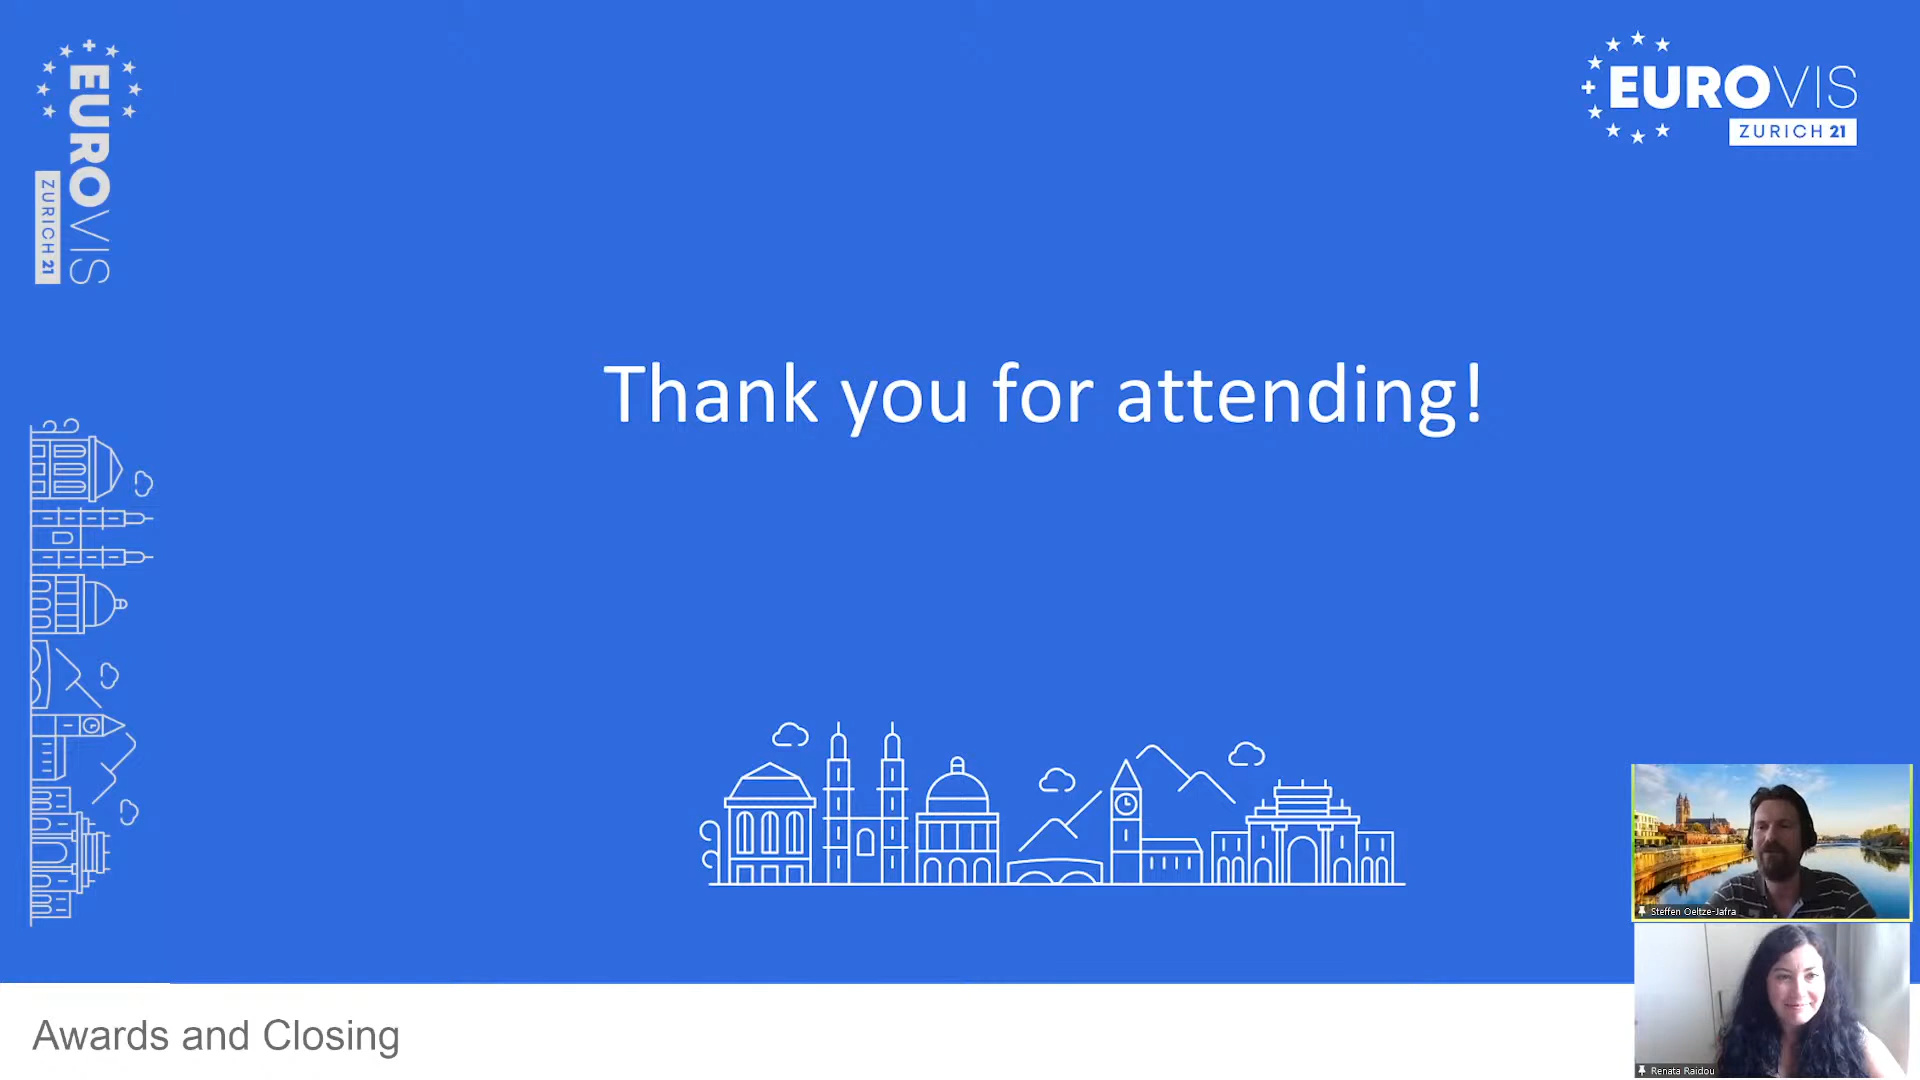 EUROVIS
ZURICH 21
EUROVIS
ZURICH 21
Thank you for attending!
Steffen Oeltze-Jafra
Renata Raidou
Awards and Closing